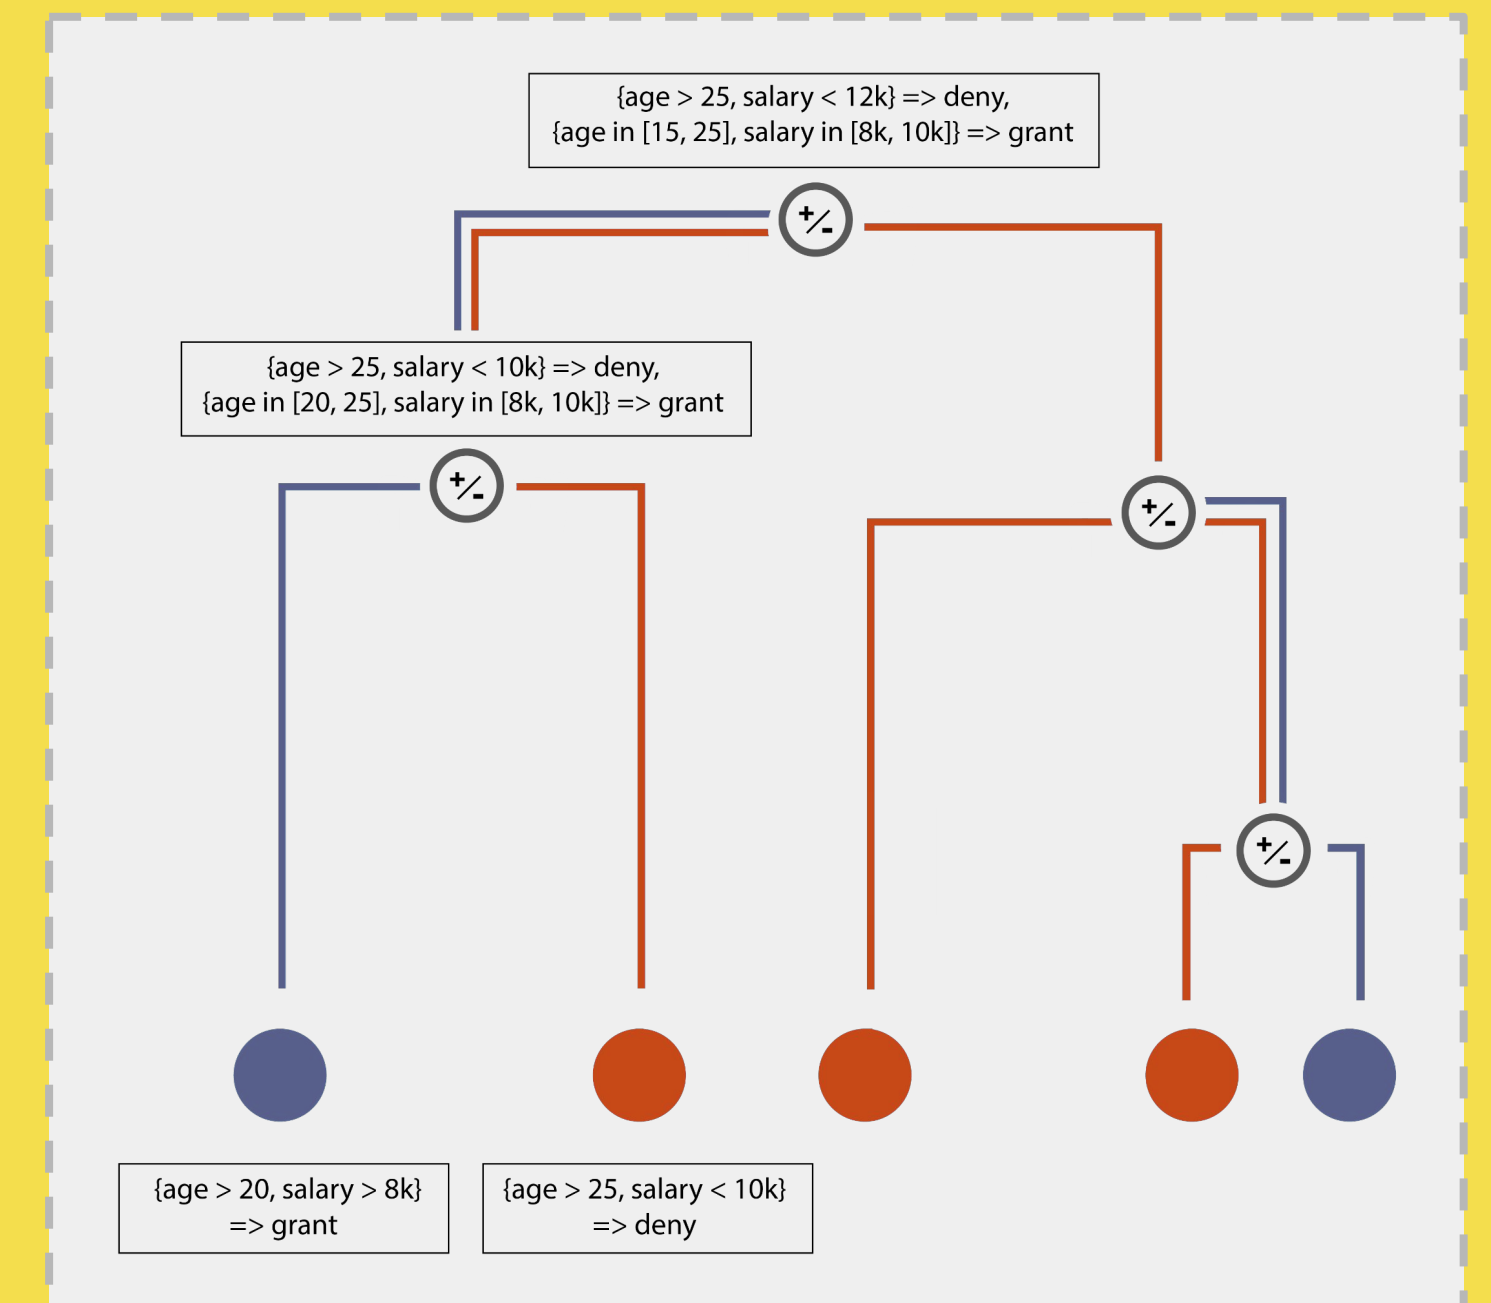 {age > 25, salary < 12k} => deny,
{age in [15, 25], salary in [8k, 10k]} => grant
+/-
{age > 25, salary < 10k} => deny,
{age in [20, 25], salary in [8k, 10k]} => grant
+/-
+/-
+/-
{age > 20, salary > 8k}
=> grant
{age > 25, salary < 10k}
=> deny